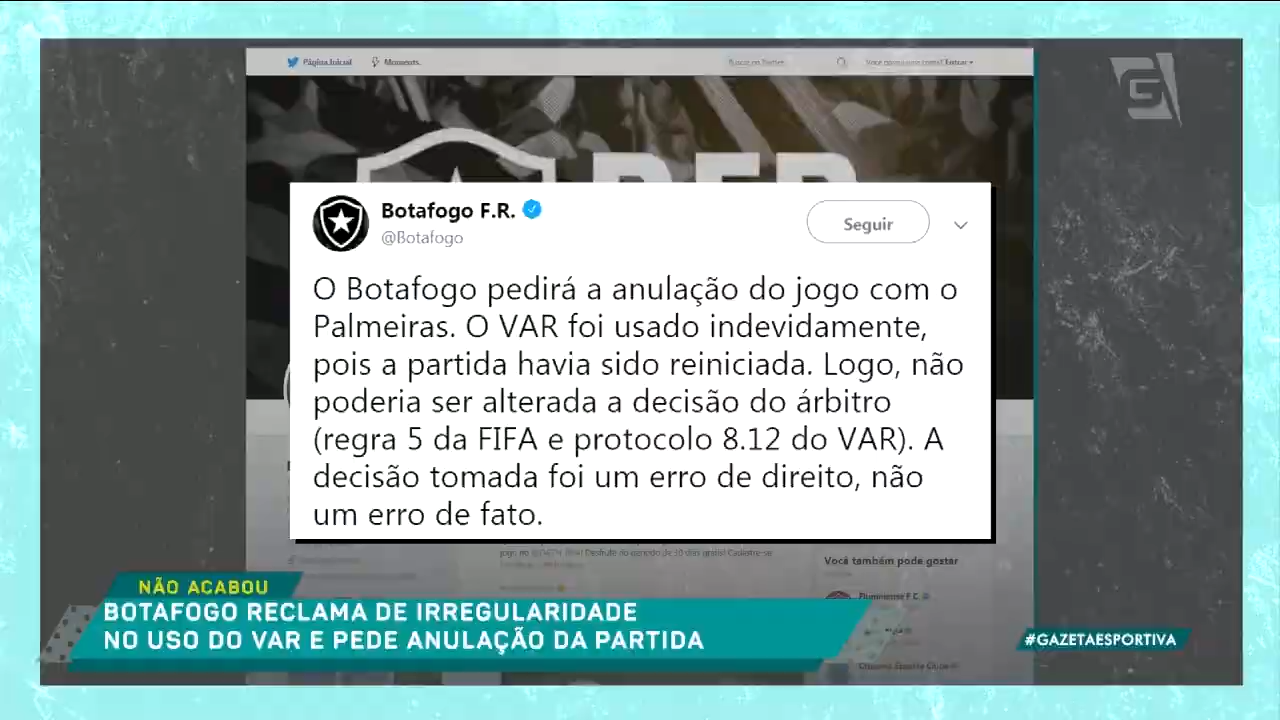 Página Inicial
Moments
Entrar
G
BFR
Botafogo F.R.
@Botafogo
Seguir
O Botafogo pedirá a anulação do jogo com o
Palmeiras. O VAR foi usado indevidamente,
pois a partida havia sido reiniciada. Logo, não
poderia ser alterada a decisão do árbitro
(regra 5 da FIFA e protocolo 8.12 do VAR). A
decisão tomada foi um erro de direito, não
um erro de fato.
Você também pode gostar
Fluminense F.C.
NÃO ACABOU
BOTAFOGO RECLAMA DE IRREGULARIDADE
NO USO DO VAR E PEDE ANULAÇÃO DA PARTIDA
#GAZETAESPORTIVA